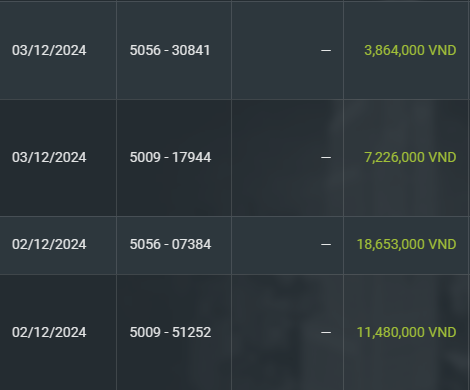 03/12/2024 5056 - 30841 — 3,864,000 VND
03/12/2024 5009 - 17944 — 7,226,000 VND
02/12/2024 5056 - 07384 — 18,653,000 VND
02/12/2024 5009 - 51252 — 11,480,000 VND